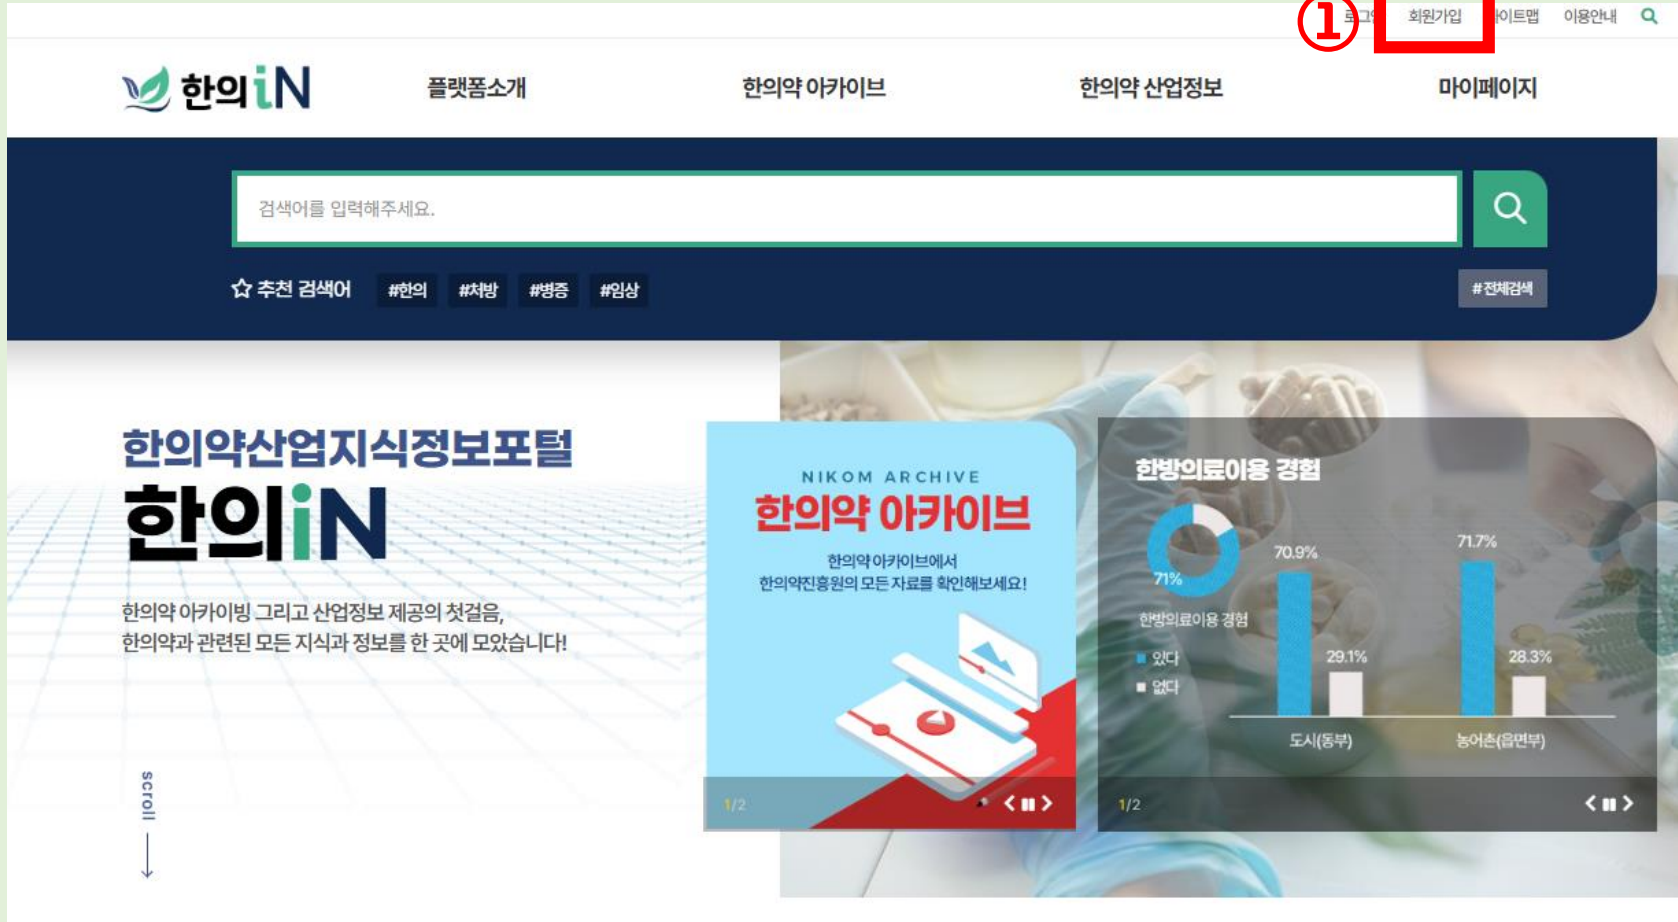 ①
회원가입
이용안내
한의iN
플랫폼소개
한의약 아카이브
한의약 산업정보
마이페이지
검색어를 입력해주세요.
☆ 추천 검색어 #한의 #처방 #병증 #임상
#전체검색
한의약산업지식정보포털
한의iN
한의약 아카이빙 그리고 산업정보 제공의 첫걸음,
한의약과 관련된 모든 지식과 정보를 한 곳에 모았습니다!
scroll
NIKOM ARCHIVE
한의약 아카이브
한의약 아카이브에서
한의약진흥원의 모든 자료를 확인해보세요!
1/2
한방의료이용 경험
71%
한방의료이용 경험
있다
없다
70.9%
29.1%
71.7%
28.3%
도시(동부)
농어촌(읍면부)
1/2